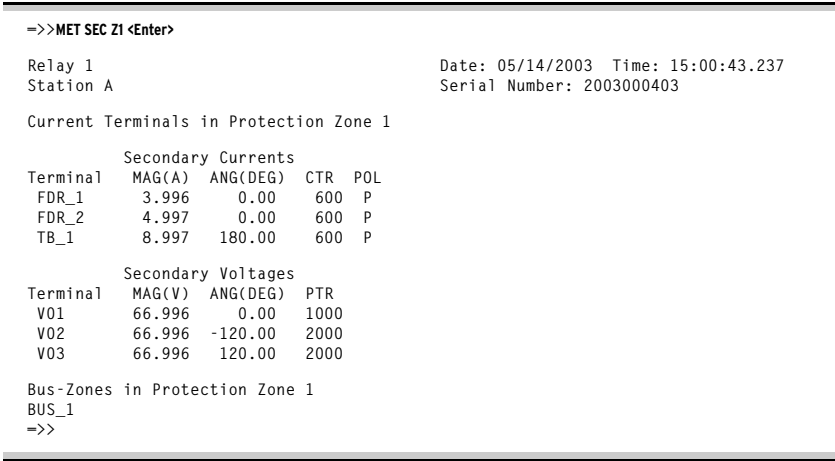 =>>MET SEC Z1 <Enter>
Relay 1 Date: 05/14/2003 Time: 15:00:43.237
Station A Serial Number: 2003000403
Current Terminals in Protection Zone 1
Secondary Currents
Terminal MAG(A) ANG(DEG) CTR POL
FDR_1 3.996 0.00 600 P
FDR_2 4.997 0.00 600 P
TB_1 8.997 180.00 600 P
Secondary Voltages
Terminal MAG(V) ANG(DEG) PTR
V01 66.996 0.00 1000
V02 66.996 -120.00 2000
V03 66.996 120.00 2000
Bus-Zones in Protection Zone 1
BUS_1
=>>